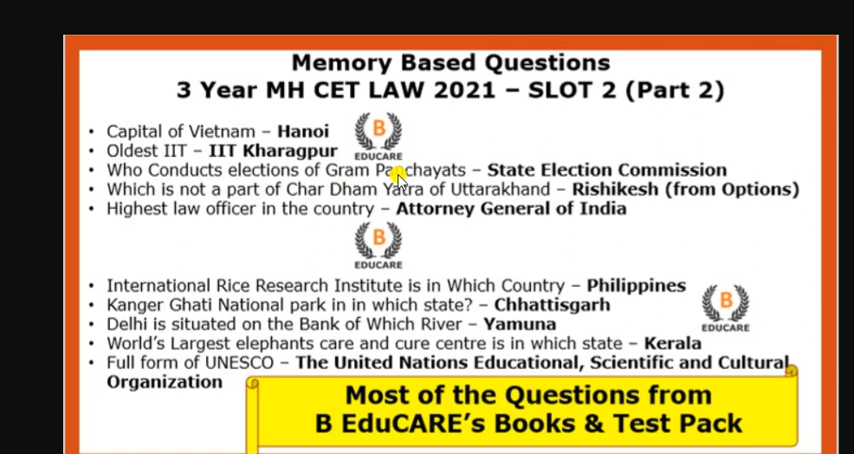 Memory Based Questions
3 Year MH CET LAW 2021 – SLOT 2 (Part 2)
• Capital of Vietnam – Hanoi
• Oldest IIT – IIT Kharagpur
• Who Conducts elections of Gram Panchayats – State Election Commission
• Which is not a part of Char Dham Yatra of Uttarakhand – Rishikesh (from Options)
• Highest law officer in the country – Attorney General of India
B
EDUCARE
B
EDUCARE
• International Rice Research Institute is in Which Country – Philippines
• Kanger Ghati National park in in which state? – Chhattisgarh
• Delhi is situated on the Bank of Which River – Yamuna
• World's Largest elephants care and cure centre is in which state – Kerala
• Full form of UNESCO – The United Nations Educational, Scientific and Cultural
Organization
B
EDUCARE
Most of the Questions from
B EduCARE's Books & Test Pack